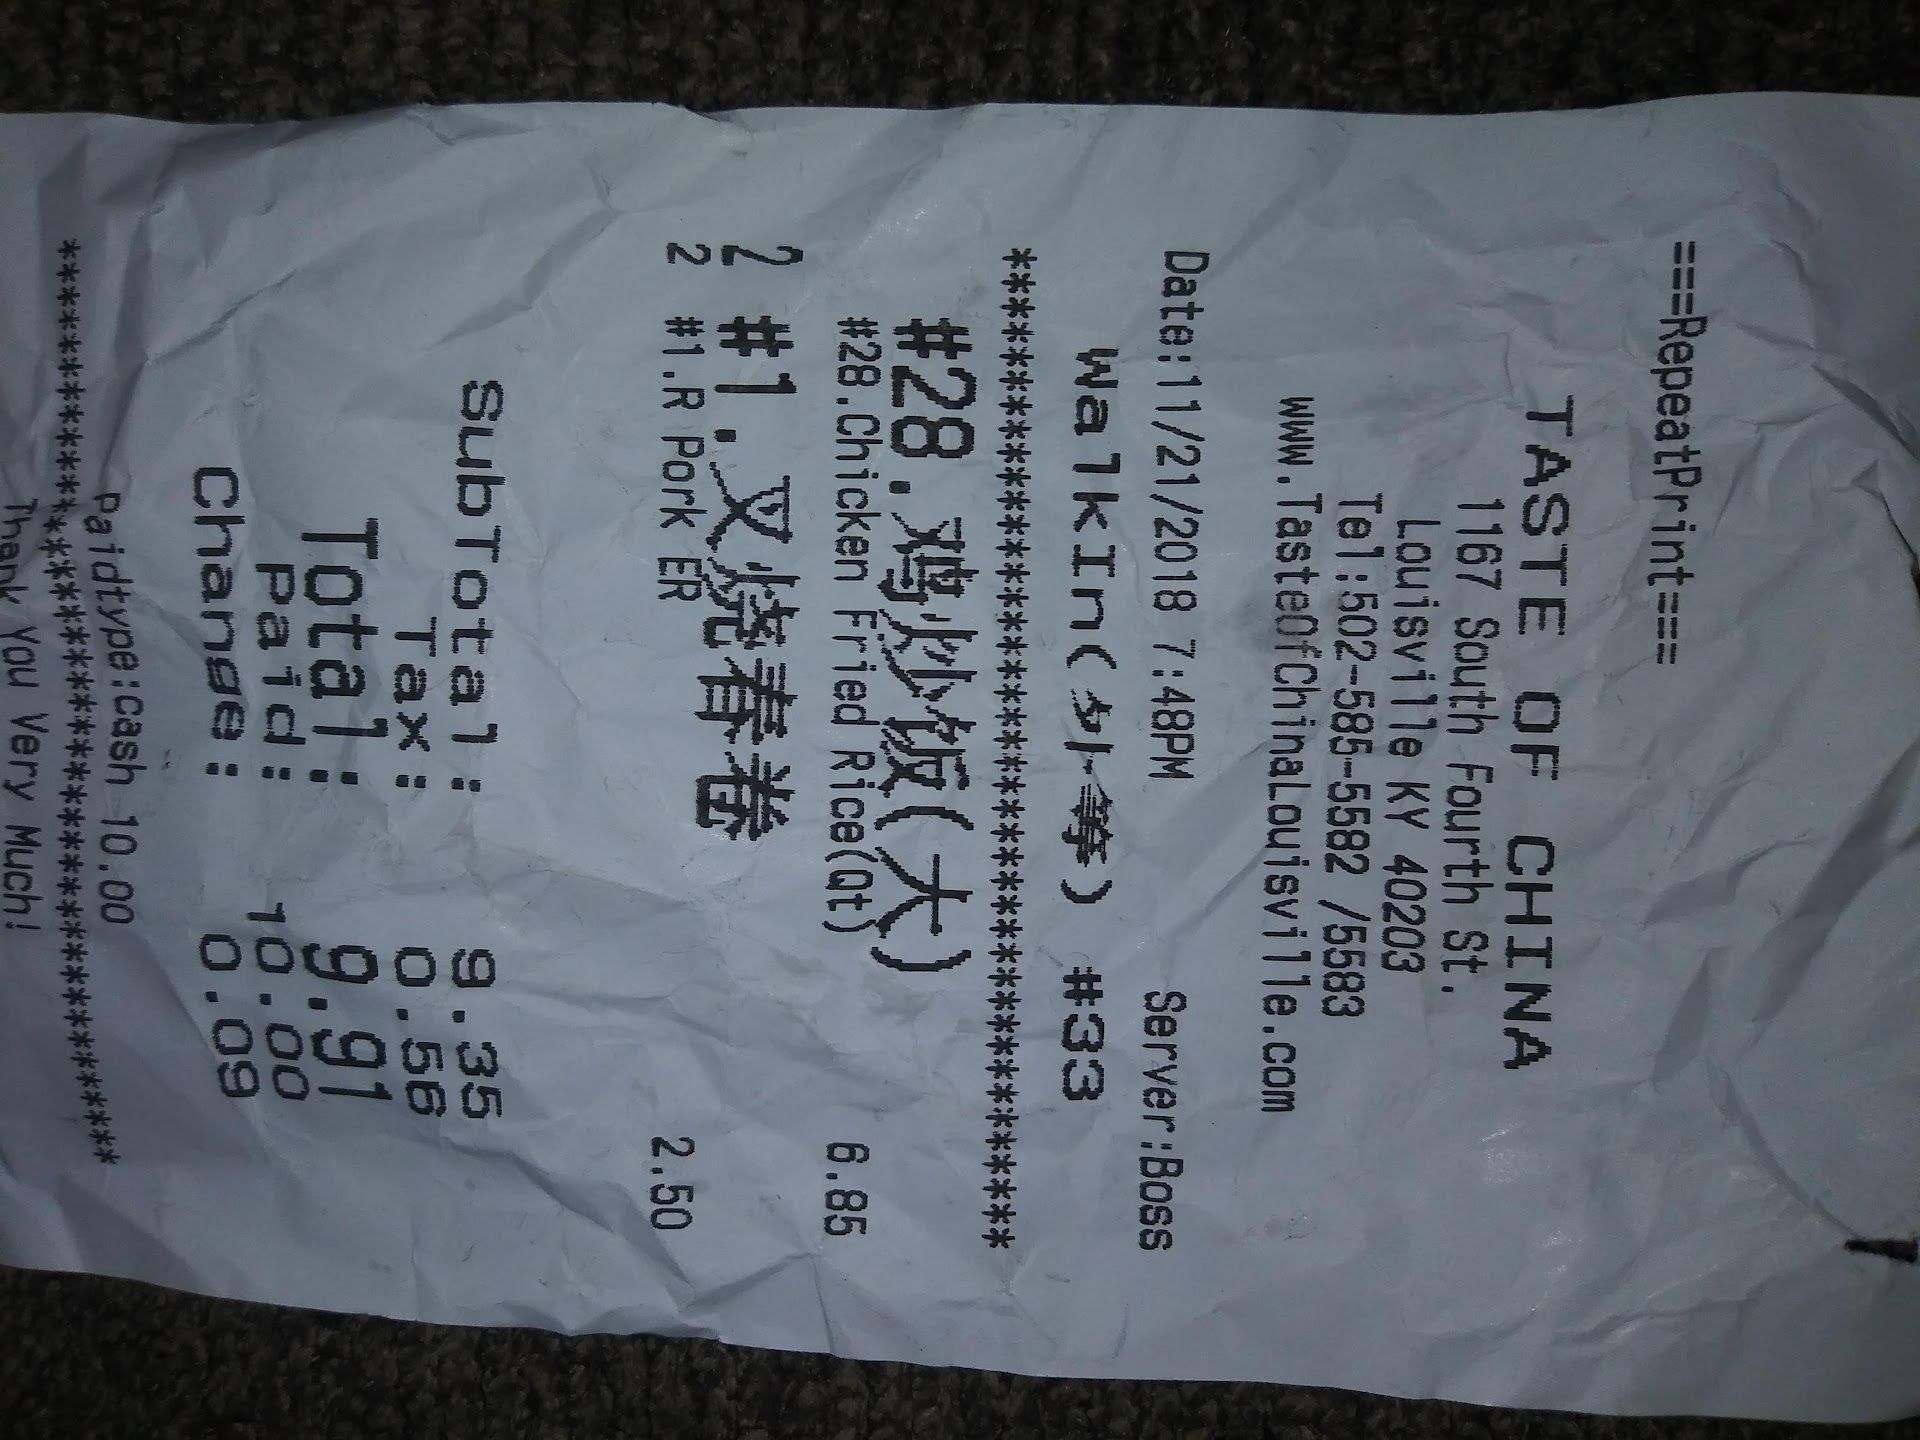 ===RepeatPrint===
TASTE OF CHINA
1167 South Fourth St.
Louisville KY 40203
Tel:502-585-5582 /5583
www.TasteOfChinaLouisville.com
Date:11/21/2018 7:48PM Server:Boss
WalkIn(外拿) #33
************************************************
#28.鸡炒饭(大)
#28.Chicken Fried Rice(Qt) 6.85
2 #1.叉烧春卷
2 #1.R Pork ER 2.50
SubTotal: 9.35
Tax: 0.56
Total: 9.91
Paid: 10.00
Change: 0.09
Paidtype:cash 10.00
************************************************
Thank You Very Much!